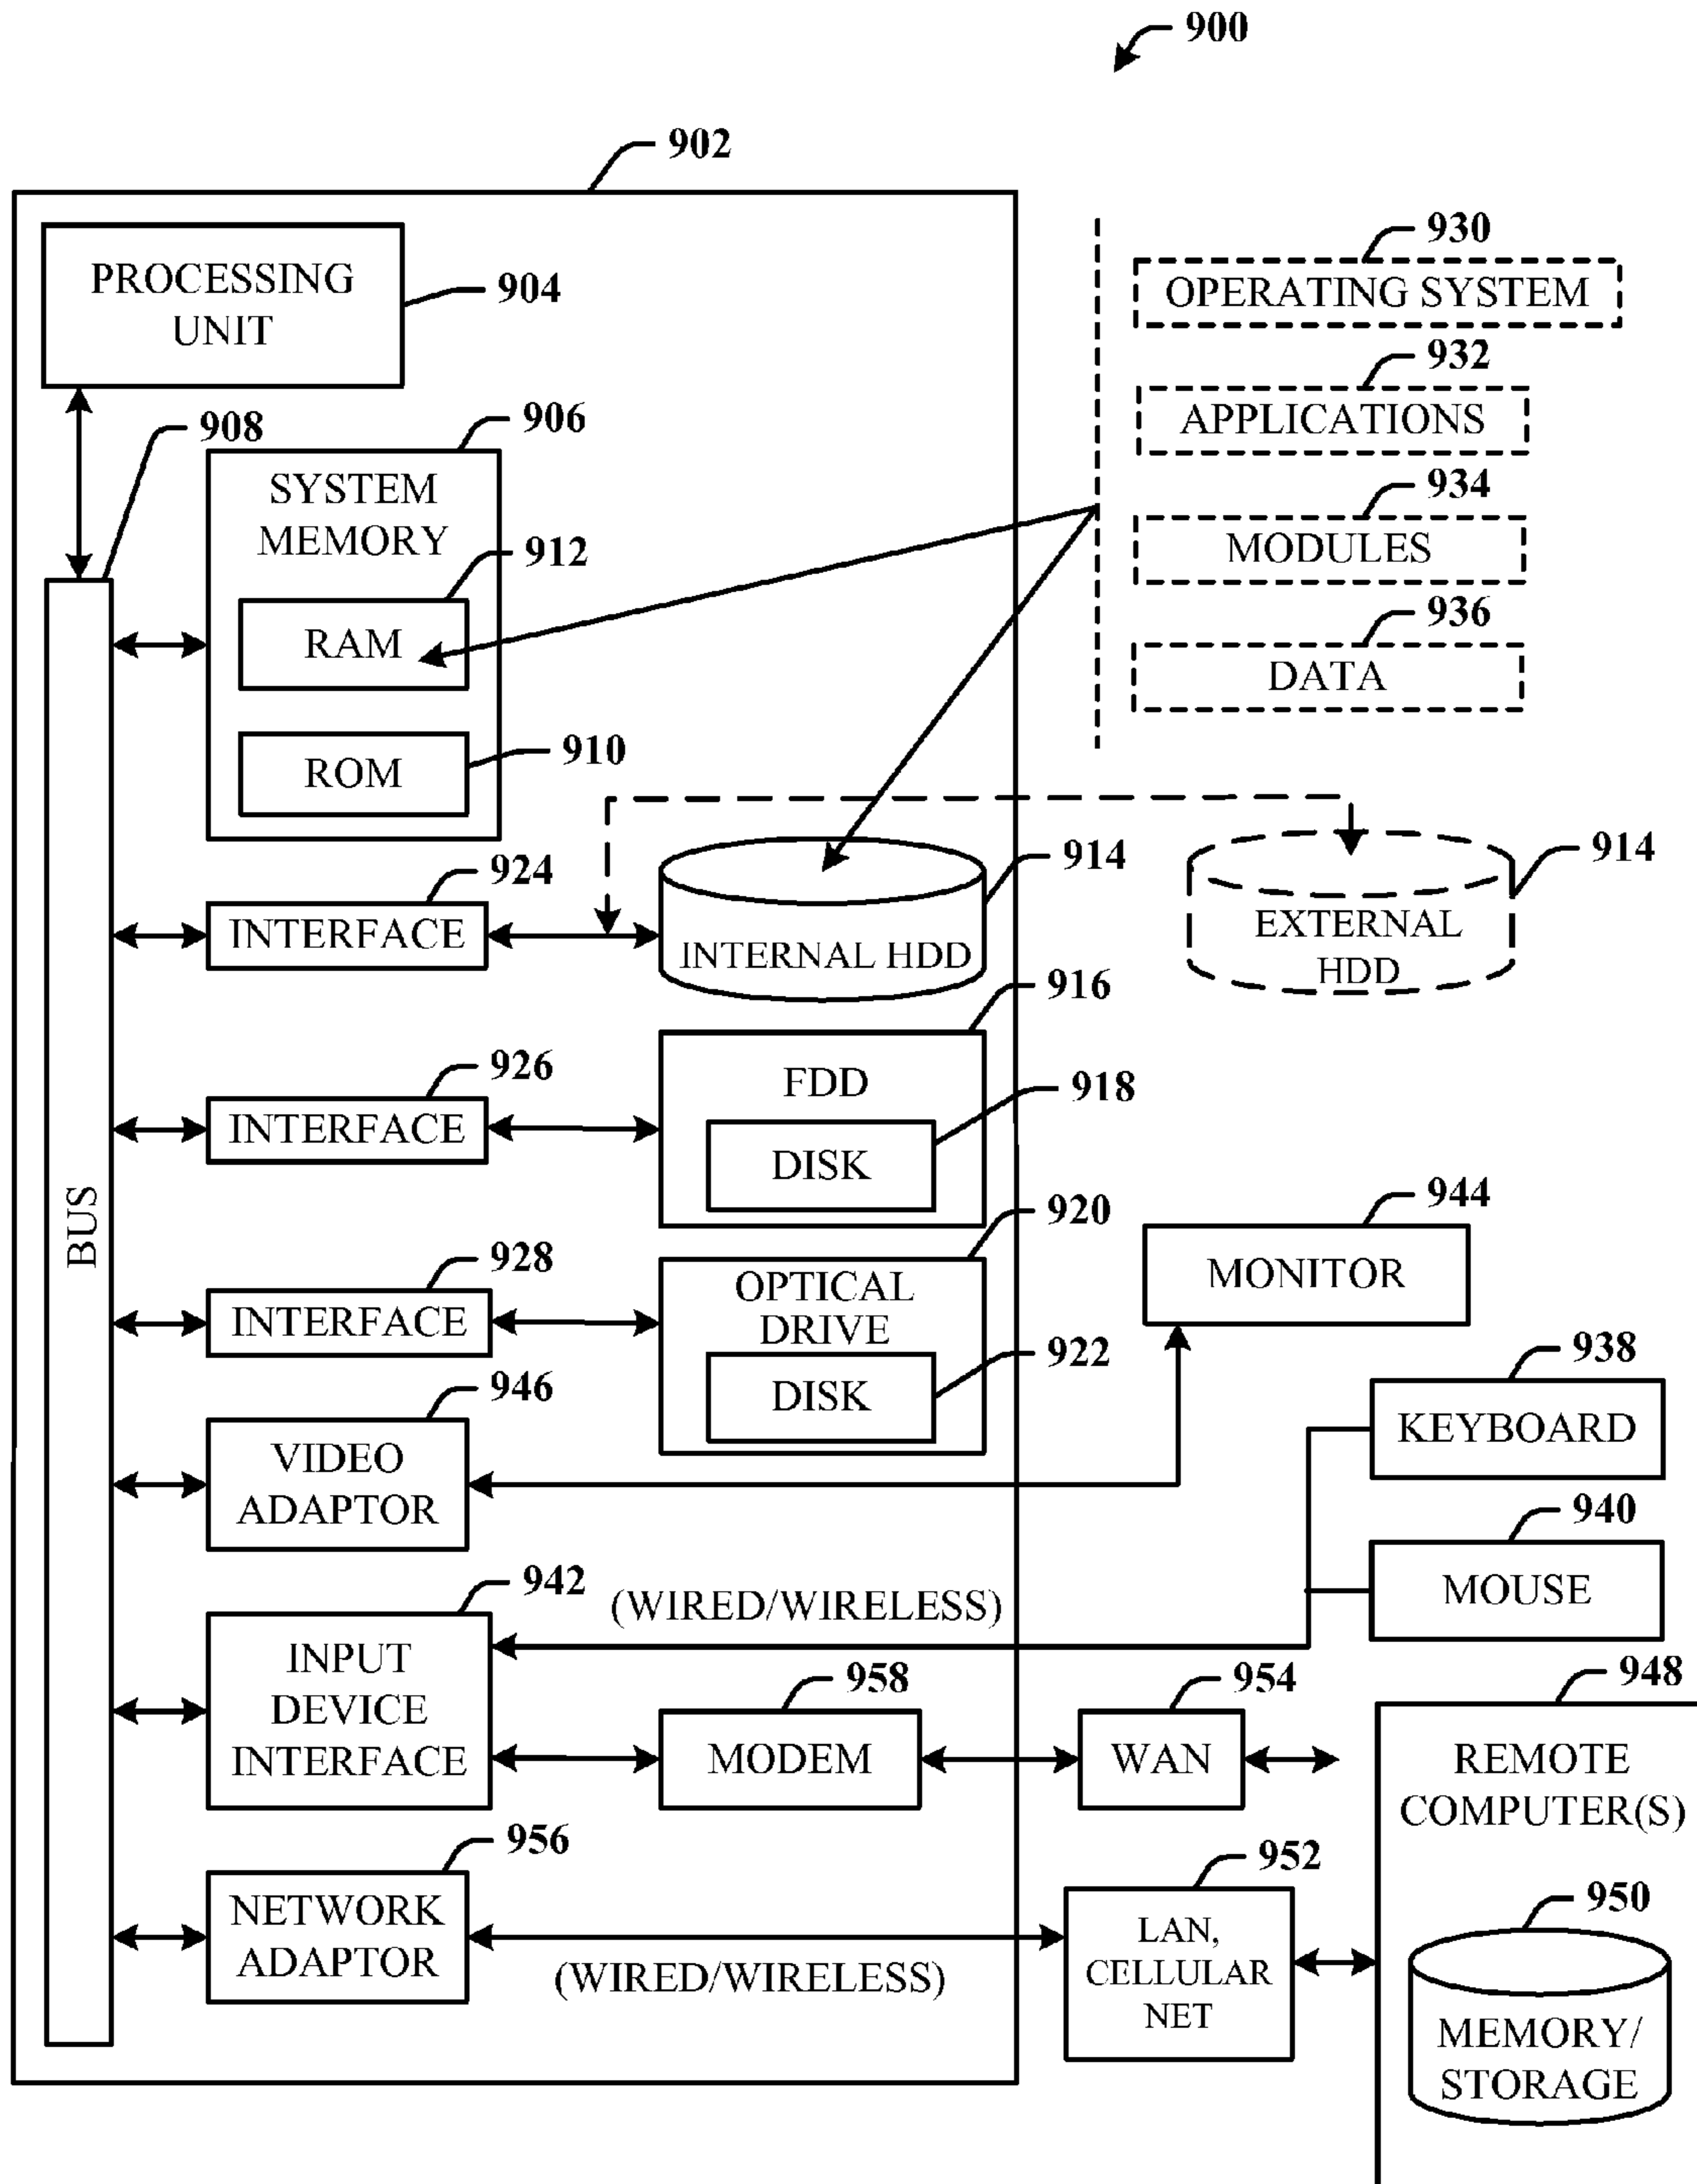 900
902
PROCESSING
UNIT
904
930
OPERATING SYSTEM
932
APPLICATIONS
934
MODULES
936
DATA
908
906
SYSTEM
MEMORY
912
RAM
910
ROM
924
INTERFACE
914
INTERNAL HDD
914
EXTERNAL
HDD
916
FDD
918
DISK
926
INTERFACE
920
OPTICAL
DRIVE
922
DISK
928
INTERFACE
BUS
944
MONITOR
946
VIDEO
ADAPTOR
938
KEYBOARD
940
MOUSE
942
INPUT
DEVICE
INTERFACE
(WIRED/WIRELESS)
958
MODEM
954
WAN
948
REMOTE
COMPUTER(S)
956
NETWORK
ADAPTOR
(WIRED/WIRELESS)
952
LAN,
CELLULAR
NET
950
MEMORY/
STORAGE